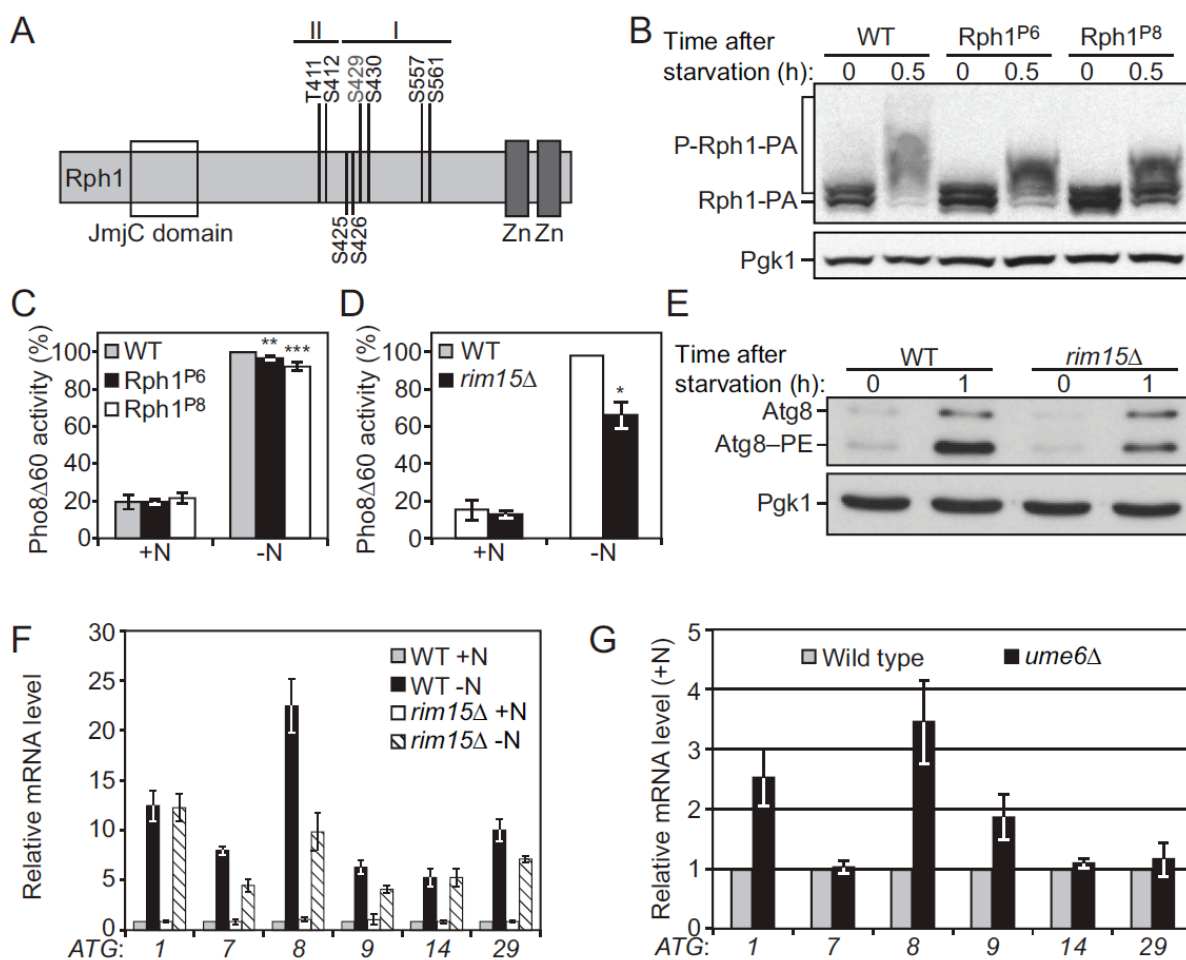 A
II
I
T411
S412
S429
S430
S557
S561
Rph1
JmjC domain
S425
S426
Zn Zn
B
Time after starvation (h):
WT Rph1P6 Rph1P8
0 0.5 0 0.5 0 0.5
P-Rph1-PA
Rph1-PA
Pgk1
C
Pho8Δ60 activity (%)
100
80
60
40
20
0
WT
Rph1P6
Rph1P8
** ***
+N -N
D
Pho8Δ60 activity (%)
100
80
60
40
20
0
WT
rim15Δ
*
+N -N
E
Time after
starvation (h):
WT rim15Δ
0 1 0 1
Atg8
Atg8–PE
Pgk1
F
Relative mRNA level
30
25
20
15
10
5
0
WT +N
WT -N
rim15Δ +N
rim15Δ -N
ATG: 1 7 8 9 14 29
G
Relative mRNA level (+N)
5
4
3
2
1
0
Wild type ume6Δ
ATG: 1 7 8 9 14 29